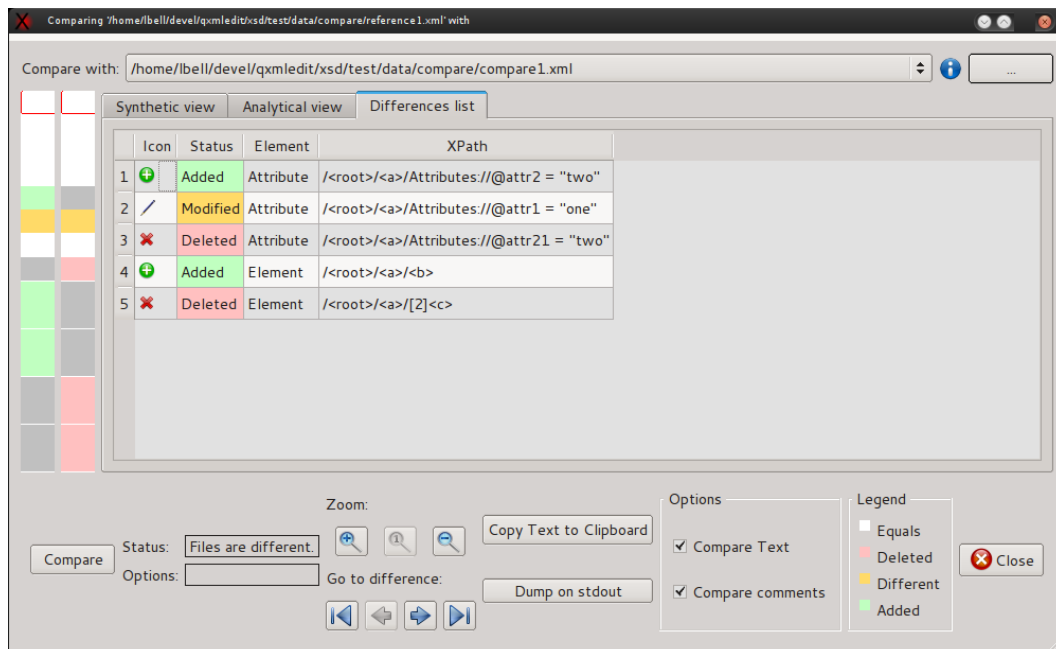 Comparing '/home/lbell/devel/qxmledit/xsd/test/data/compare/reference1.xml' with
Compare with: /home/lbell/devel/qxmledit/xsd/test/data/compare/compare1.xml ...
Synthetic view Analytical view Differences list
Icon Status Element XPath
1 Added Attribute /<root>/<a>/Attributes://@attr2 = "two"
2 Modified Attribute /<root>/<a>/Attributes://@attr1 = "one"
3 Deleted Attribute /<root>/<a>/Attributes://@attr21 = "two"
4 Added Element /<root>/<a>/<b>
5 Deleted Element /<root>/<a>/[2]<c>
Compare
Status: Files are different.
Options:
Zoom:
Go to difference:
Copy Text to Clipboard
Dump on stdout
Options
Compare Text
Compare comments
Legend
Equals
Deleted
Different
Added
Close